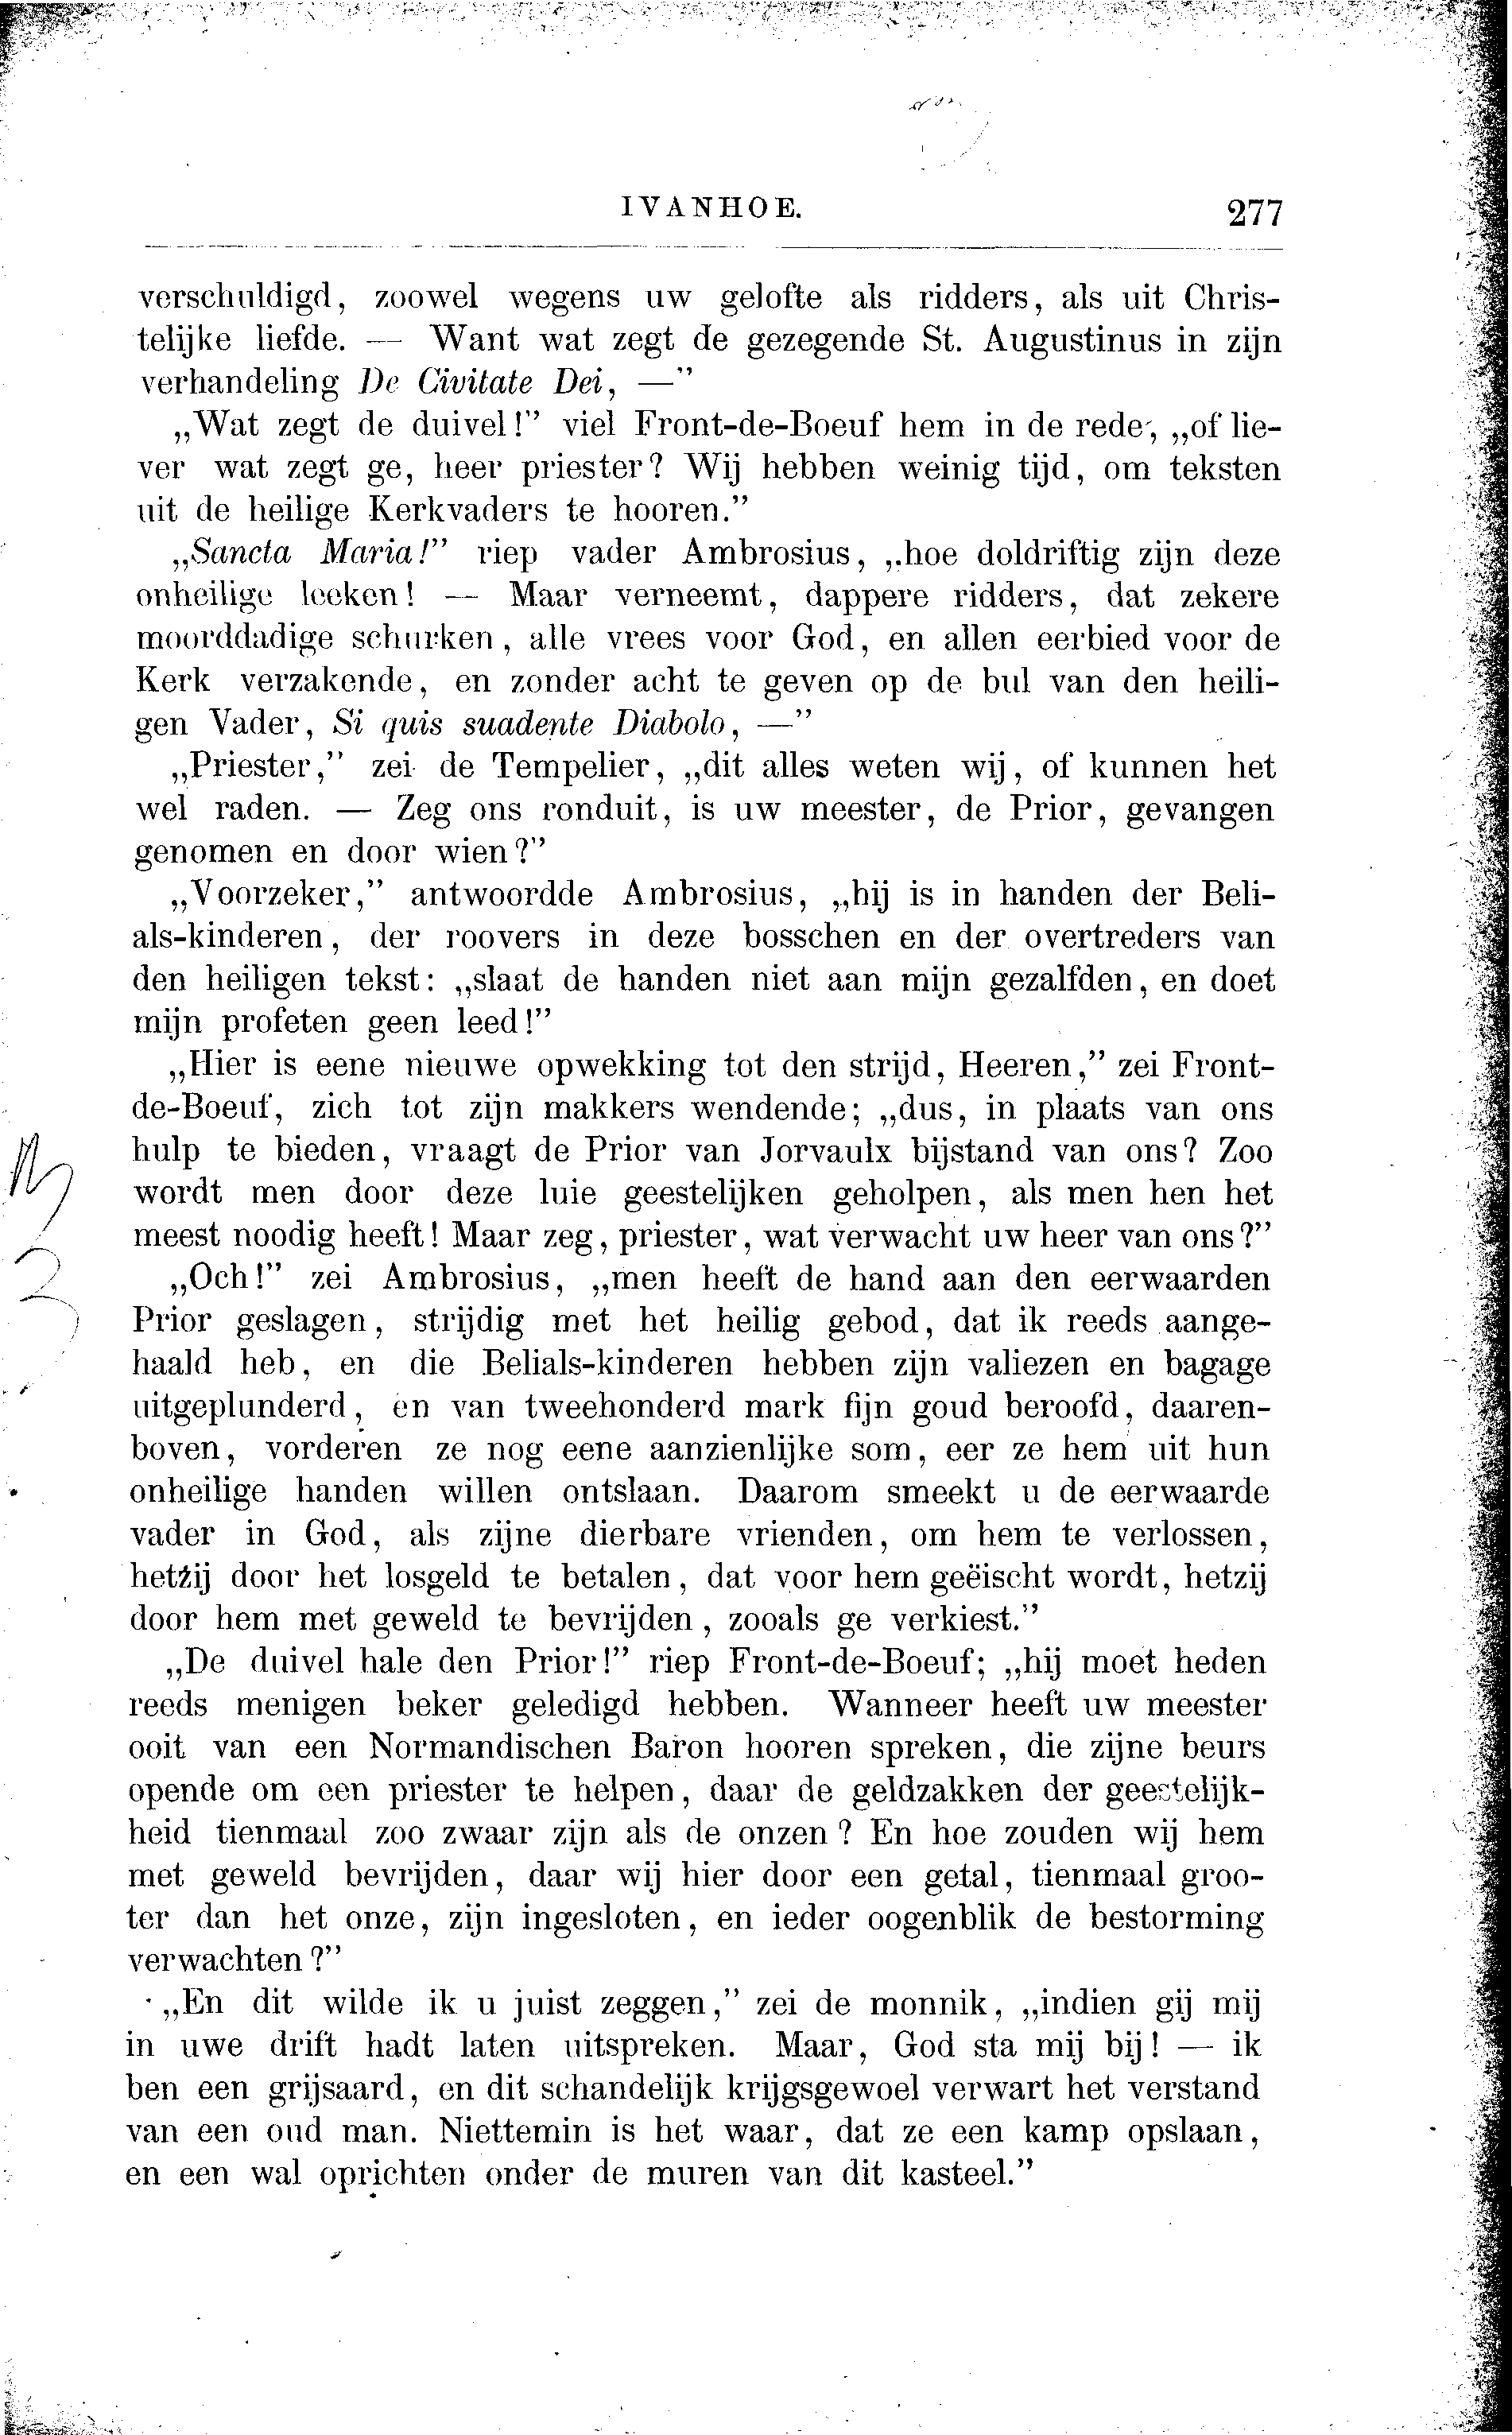 IVANHOE. 277
verschuldigd, zoowel wegens uw gelofte als ridders, als uit Chris-
telijke liefde. — Want wat zegt de gezegende St. Augustinus in zijn
verhandeling De Civitate Dei, —”
„Wat zegt de duivel!” viel Front-de-Boeuf hem in de rede, „of lie-
ver wat zegt ge, heer priester? Wij hebben weinig tijd, om teksten
uit de heilige Kerkvaders te hooren.”
„Sancta Maria!” riep vader Ambrosius, „hoe doldriftig zijn deze
onheilige leeken! — Maar verneemt, dappere ridders, dat zekere
moorddadige schurken, alle vrees voor God, en allen eerbied voor de
Kerk verzakende, en zonder acht te geven op de bul van den heili-
gen Vader, Si quis suadente Diabolo, —”
„Priester,” zei de Tempelier, „dit alles weten wij, of kunnen het
wel raden. — Zeg ons ronduit, is uw meester, de Prior, gevangen
genomen en door wien?”
„Voorzeker,” antwoordde Ambrosius, „hij is in handen der Beli-
als-kinderen, der roovers in deze bosschen en der overtreders van
den heiligen tekst: „slaat de handen niet aan mijn gezalfden, en doet
mijn profeten geen leed!”
„Hier is eene nieuwe opwekking tot den strijd, Heeren,” zei Front-
de-Boeuf, zich tot zijn makkers wendende; „dus, in plaats van ons
hulp te bieden, vraagt de Prior van Jorvaulx bijstand van ons? Zoo
wordt men door deze luie geestelijken geholpen, als men hen het
meest noodig heeft! Maar zeg, priester, wat verwacht uw heer van ons?”
„Och!” zei Ambrosius, „men heeft de hand aan den eerwaarden
Prior geslagen, strijdig met het heilig gebod, dat ik reeds aange-
haald heb, en die Belials-kinderen hebben zijn valiezen en bagage
uitgeplunderd, en van tweehonderd mark fijn goud beroofd, daaren-
boven, vorderen ze nog eene aanzienlijke som, eer ze hem uit hun
onheilige handen willen ontslaan. Daarom smeekt u de eerwaarde
vader in God, als zijne dierbare vrienden, om hem te verlossen,
hetzij door het losgeld te betalen, dat voor hem geëischt wordt, hetzij
door hem met geweld te bevrijden, zooals ge verkiest.”
„De duivel hale den Prior!” riep Front-de-Boeuf; „hij moet heden
reeds menigen beker geledigd hebben. Wanneer heeft uw meester
ooit van een Normandischen Baron hooren spreken, die zijne beurs
opende om een priester te helpen, daar de geldzakken der geestelijk-
heid tienmaal zoo zwaar zijn als de onzen? En hoe zouden wij hem
met geweld bevrijden, daar wij hier door een getal, tienmaal groo-
ter dan het onze, zijn ingesloten, en ieder oogenblik de bestorming
verwachten?”
„En dit wilde ik u juist zeggen,” zei de monnik, „indien gij mij
in uwe drift hadt laten uitspreken. Maar, God sta mij bij! — ik
ben een grijsaard, en dit schandelijk krijgsgewoel verwart het verstand
van een oud man. Niettemin is het waar, dat ze een kamp opslaan,
en een wal oprichten onder de muren van dit kasteel.”